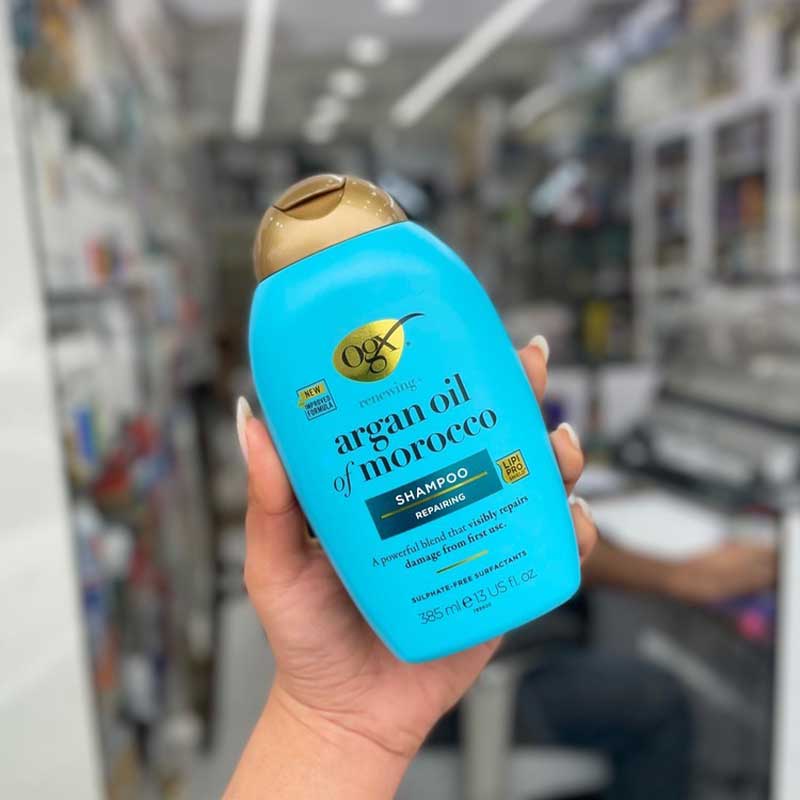 Ogx
renewing+
NEW
IMPROVED
FORMULA
argan oil
of morocco
SHAMPOO
REPAIRING
LIPI
PRO
SHIELD
A powerful blend that visibly repairs
damage from first use.
SULPHATE-FREE SURFACTANTS
385 ml e 13 US fl. oz